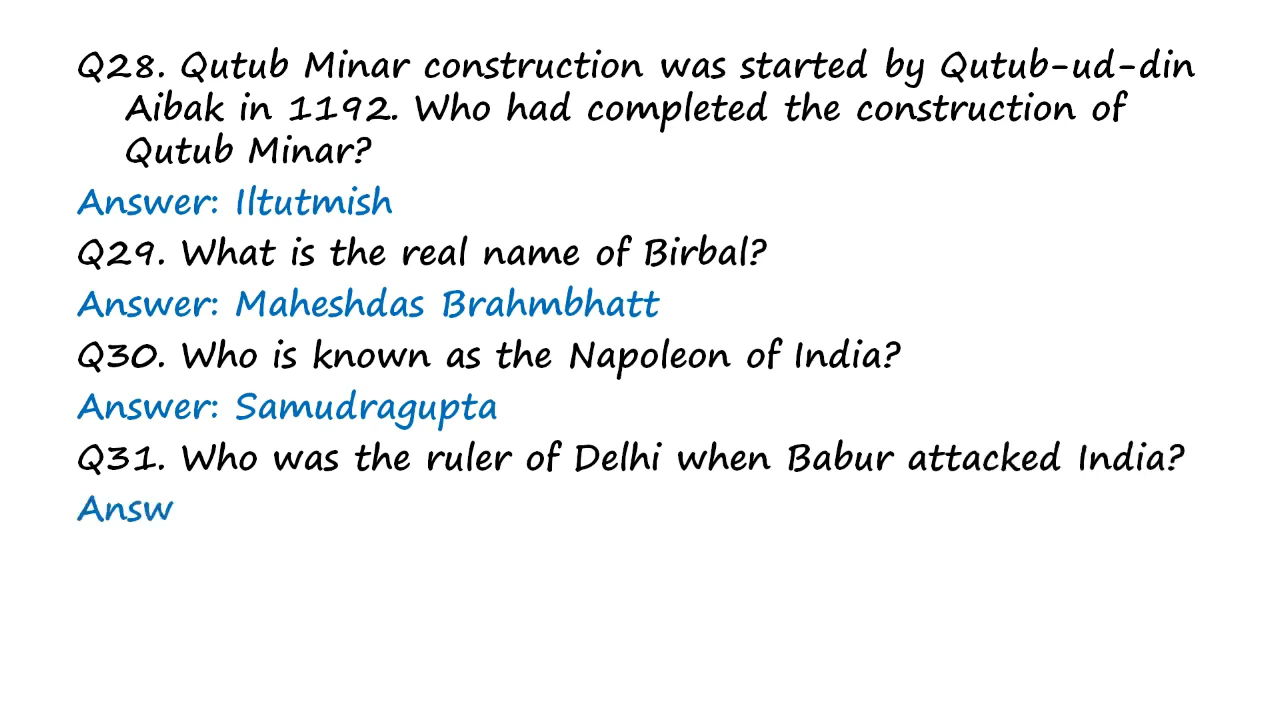 Q28. Qutub Minar construction was started by Qutub-ud-din
Aibak in 1192. Who had completed the construction of
Qutub Minar?
Answer: Iltutmish
Q29. What is the real name of Birbal?
Answer: Maheshdas Brahmbhatt
Q30. Who is known as the Napoleon of India?
Answer: Samudragupta
Q31. Who was the ruler of Delhi when Babur attacked India?
Answ